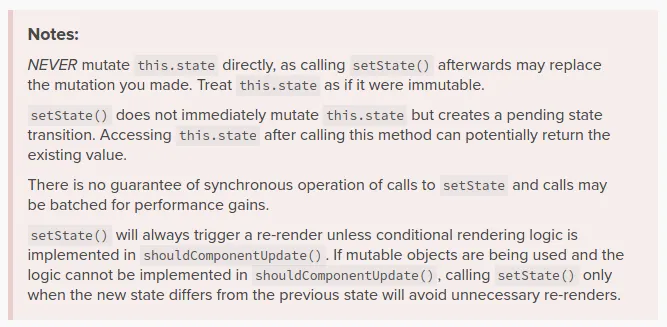 Notes:
NEVER mutate this.state directly, as calling setState() afterwards may replace
the mutation you made. Treat this.state as if it were immutable.
setState() does not immediately mutate this.state but creates a pending state
transition. Accessing this.state after calling this method can potentially return the
existing value.
There is no guarantee of synchronous operation of calls to setState and calls may
be batched for performance gains.
setState() will always trigger a re-render unless conditional rendering logic is
implemented in shouldComponentUpdate(). If mutable objects are being used and the
logic cannot be implemented in shouldComponentUpdate(), calling setState() only
when the new state differs from the previous state will avoid unnecessary re-renders.